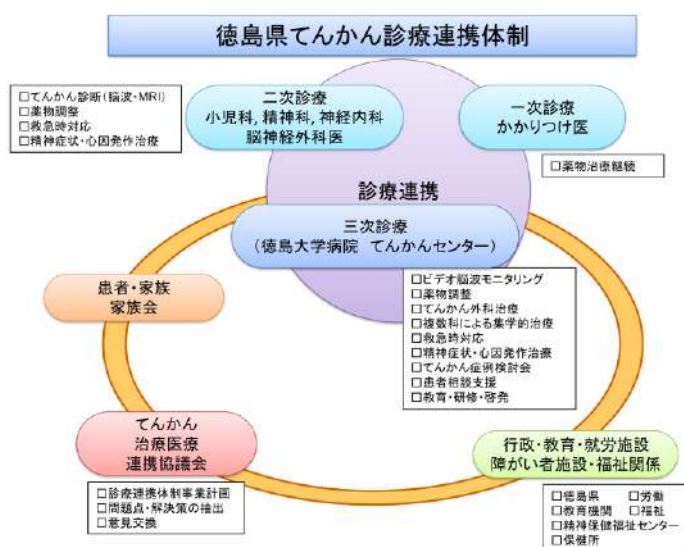 徳島県てんかん診療連携体制
□てんかん診断(脳波・MRI)
□薬物調整
□救急時対応
□精神症状・心因発作治療
二次診療
小児科, 精神科, 神経内科
脳神経外科医
一次診療
かかりつけ医
□薬物治療継続
診療連携
三次診療
(徳島大学病院 てんかんセンター)
□ビデオ脳波モニタリング
□薬物調整
□てんかん外科治療
□複数科による集学的治療
□救急時対応
□精神症状・心因発作治療
□てんかん症例検討会
□患者相談支援
□教育・研修・啓発
患者・家族
家族会
てんかん
治療医療
連携協議会
□診療連携体制事業計画
□問題点・解決策の抽出
□意見交換
行政・教育・就労施設
障がい者施設・福祉関係
□徳島県 □労働
□教育機関 □福祉
□精神保健福祉センター
□保健所